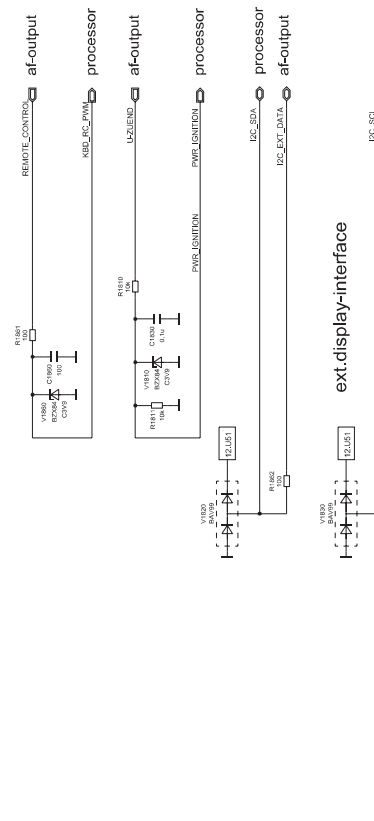 af-output
REMOTE_CONTROL
R1861
100
C1860
100
V1860
BZX84
C3V9
processor
KBD_RC_PWM
af-output
U-ZUEND
R1810
10k
C1830
0.1u
V1810
BZX84
C3V9
R1811
10k
processor
PWR_IGNITION
PWR_IGNITION
processor
I2C_SDA
12.U51
V1820
BAV99
af-output
I2C_EXT_DATA
R1862
100
ext.display-interface
12.U51
V1830
BAV99
I2C_SCL